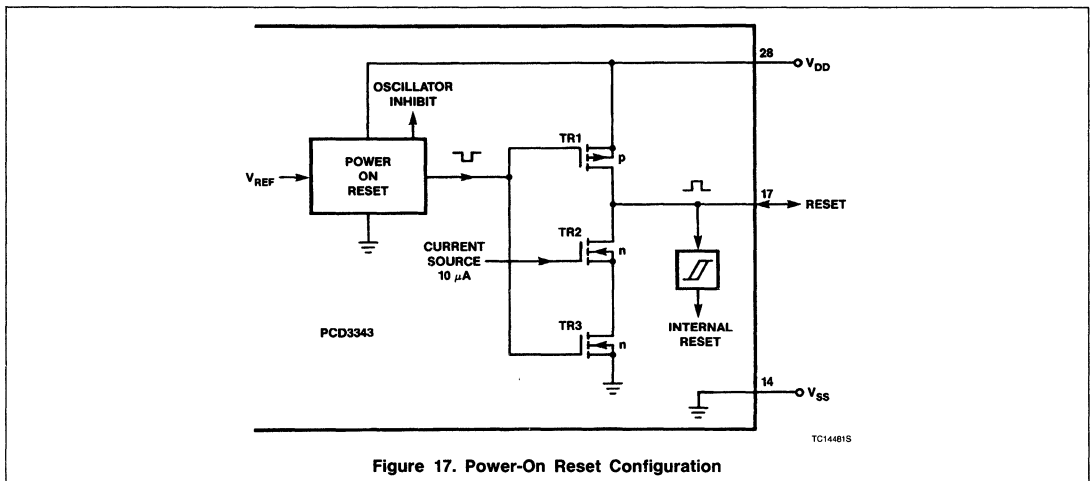 28
V_DD
OSCILLATOR
INHIBIT
TR1
p
POWER
ON
RESET
V_REF
17
RESET
TR2
n
CURRENT
SOURCE
10 μA
INTERNAL
RESET
TR3
n
PCD3343
14
V_SS
TC14481S
Figure 17. Power-On Reset Configuration